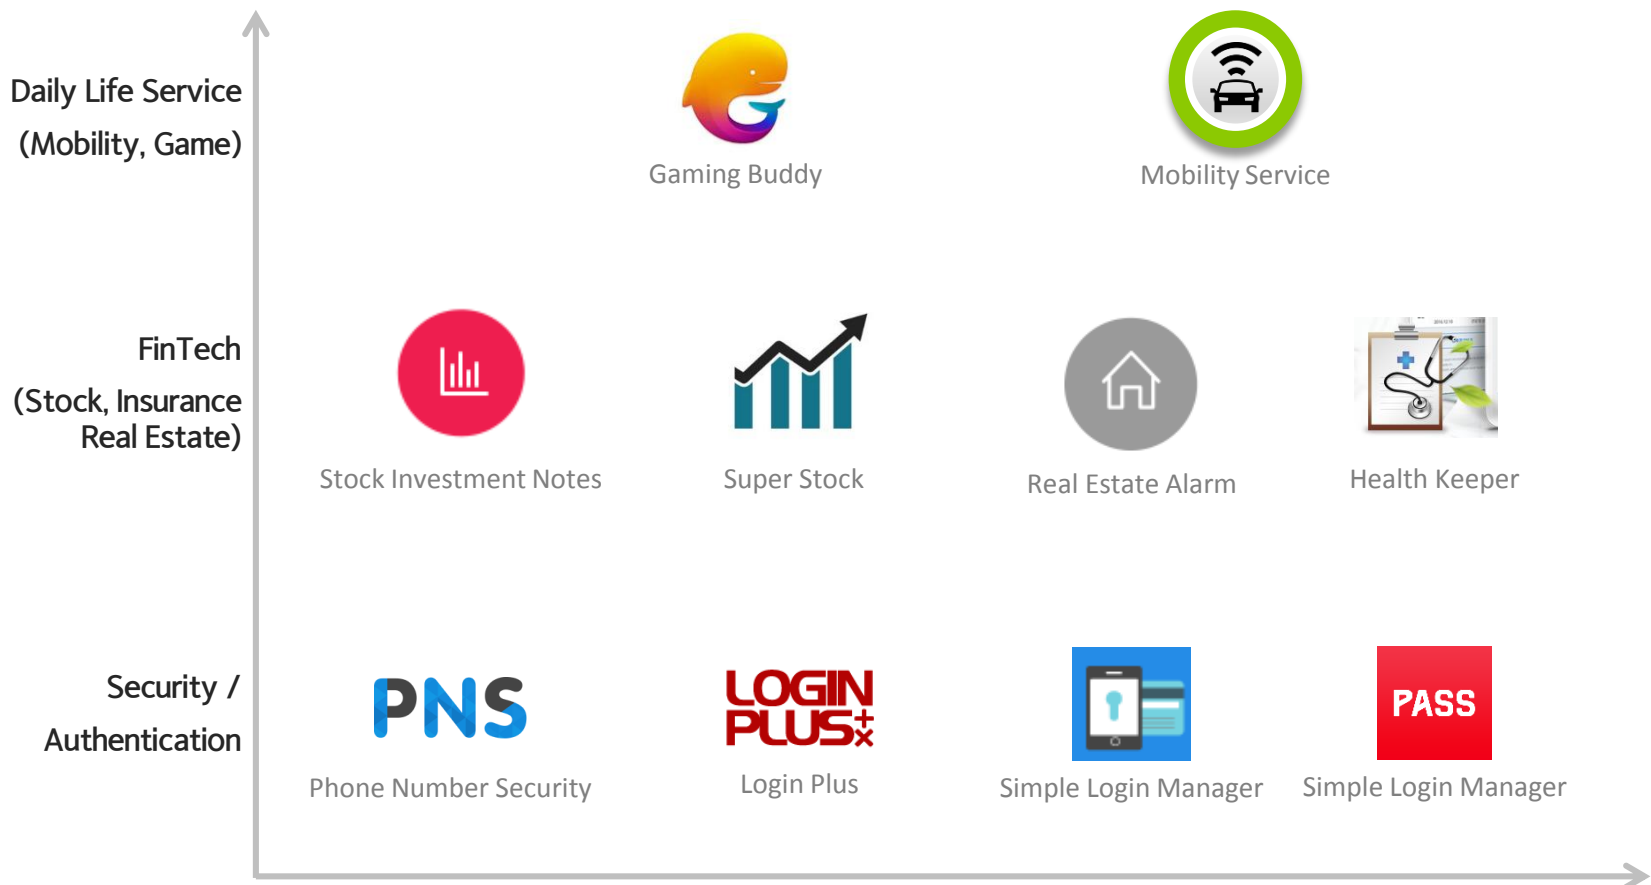 Daily Life Service
(Mobility, Game)
Gaming Buddy
Mobility Service
FinTech
(Stock, Insurance
Real Estate)
Stock Investment Notes
Super Stock
Real Estate Alarm
Health Keeper
Security /
Authentication
PNS
LOGIN
PLUS+x
PASS
Phone Number Security
Login Plus
Simple Login Manager
Simple Login Manager